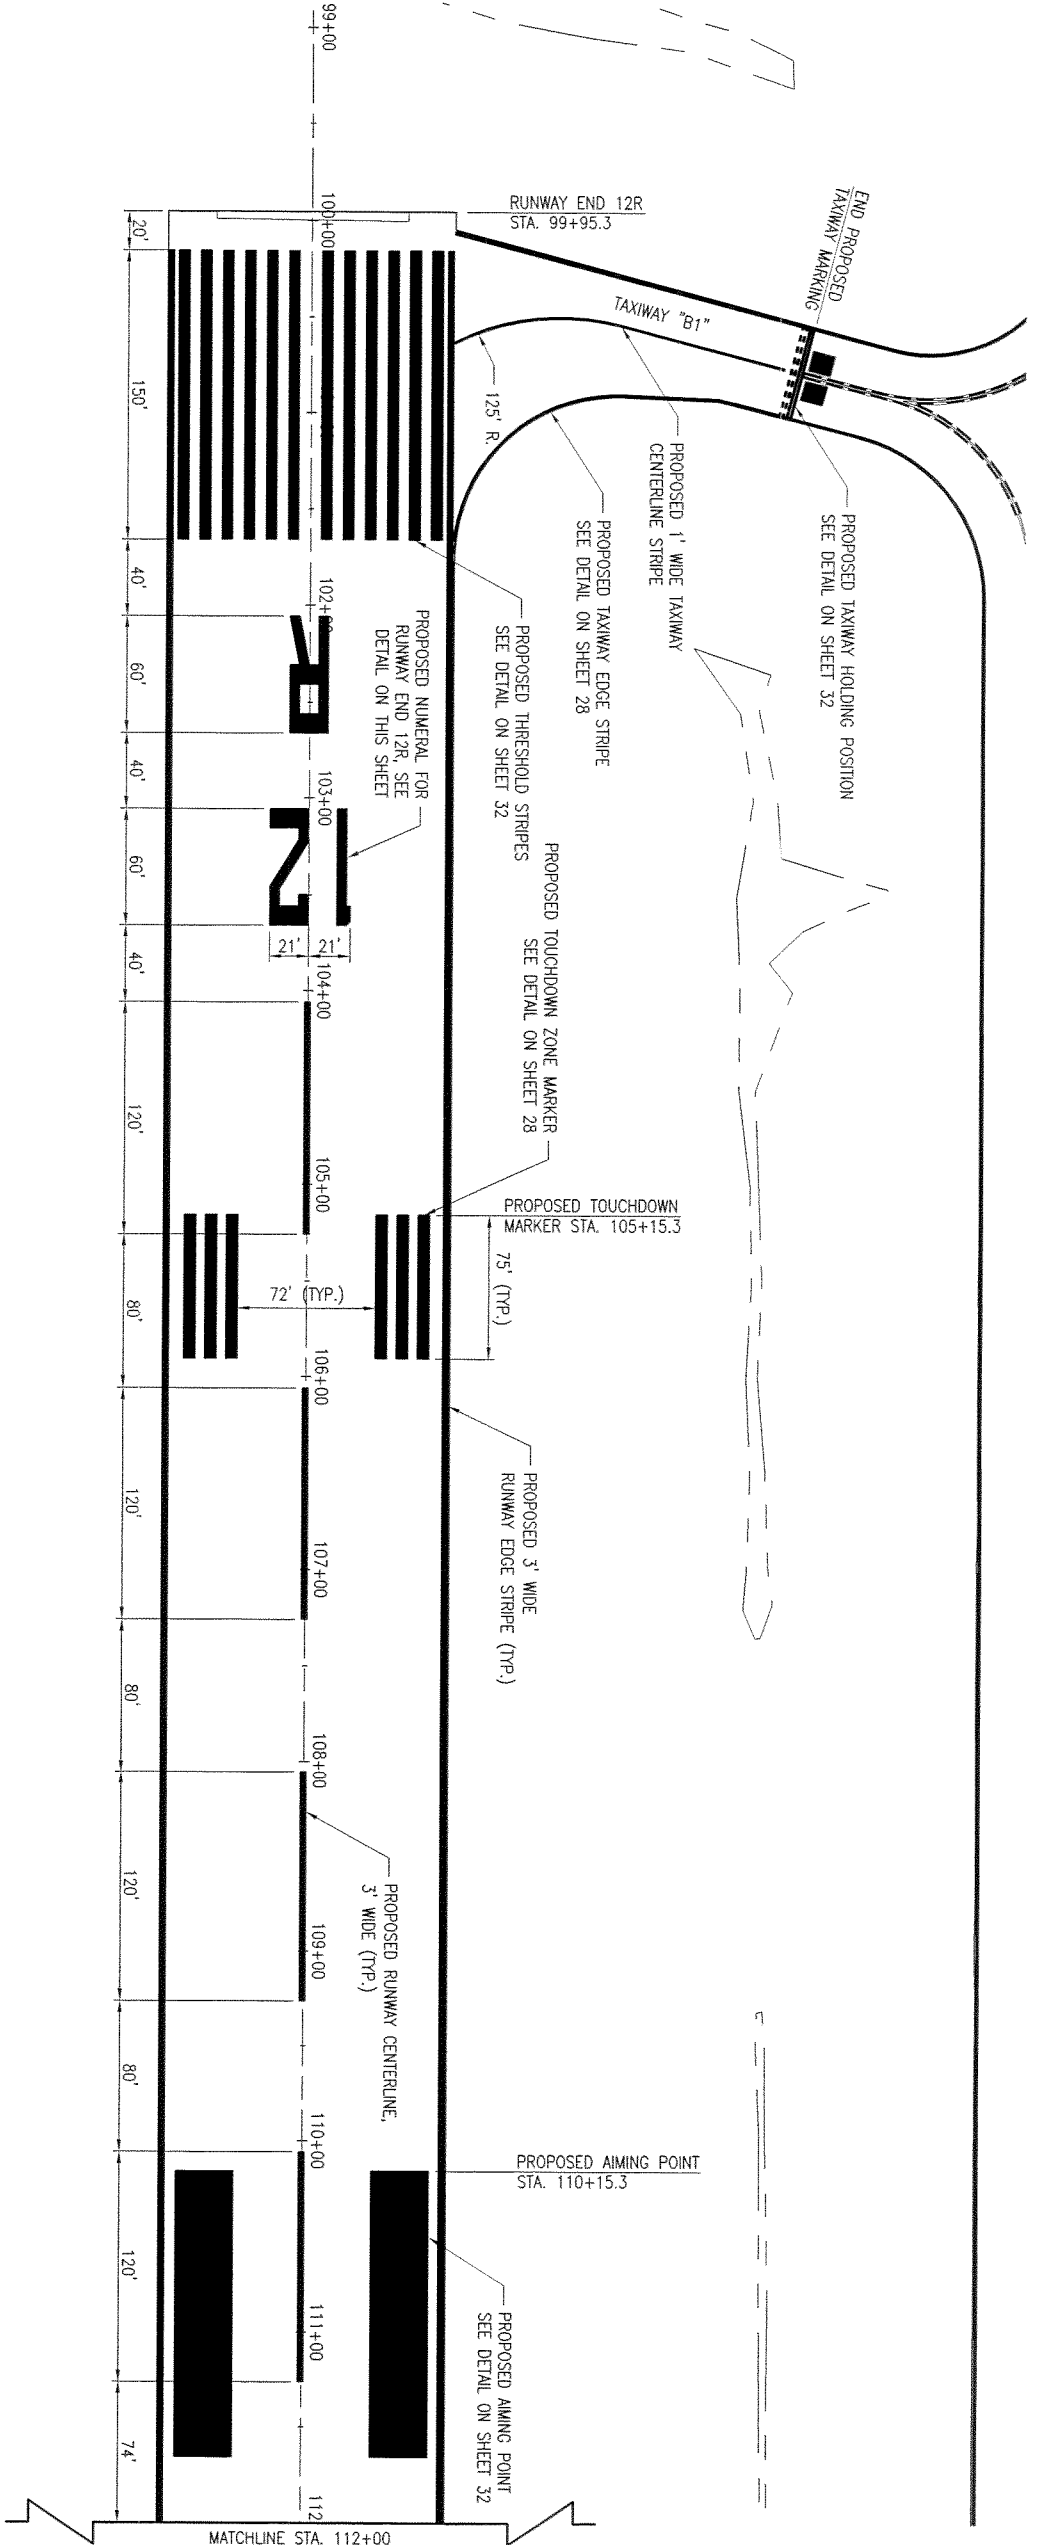 99+00
RUNWAY END 12R
STA. 99+95.3
END PROPOSED
TAXIWAY MARKING
100+00
20'
150'
TAXIWAY "B1"
125' R.
PROPOSED 1' WIDE TAXIWAY
CENTERLINE STRIPE
PROPOSED TAXIWAY EDGE STRIPE
SEE DETAIL ON SHEET 28
PROPOSED TAXIWAY HOLDING POSITION
SEE DETAIL ON SHEET 32
PROPOSED THRESHOLD STRIPES
SEE DETAIL ON SHEET 32
40'
102+00
60'
R
PROPOSED NUMERAL FOR
RUNWAY END 12R, SEE
DETAIL ON THIS SHEET
40'
103+00
60'
12
21'
21'
40'
104+00
120'
105+00
PROPOSED TOUCHDOWN ZONE MARKER
SEE DETAIL ON SHEET 28
PROPOSED TOUCHDOWN
MARKER STA. 105+15.3
75' (TYP.)
72' (TYP.)
80'
106+00
PROPOSED 3' WIDE
RUNWAY EDGE STRIPE (TYP.)
120'
107+00
80'
108+00
120'
109+00
PROPOSED RUNWAY CENTERLINE,
3' WIDE (TYP.)
80'
110+00
PROPOSED AIMING POINT
STA. 110+15.3
120'
111+00
PROPOSED AIMING POINT
SEE DETAIL ON SHEET 32
74'
112
MATCHLINE STA. 112+00